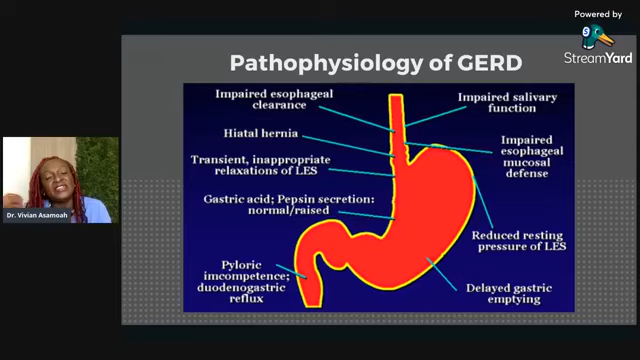 Powered by
StreamYard
Pathophysiology of GERD
Impaired esophageal
clearance
Impaired salivary
function
Hiatal hernia
Impaired
esophageal
mucosal
defense
Transient, inappropriate
relaxations of LES
Gastric acid; Pepsin secretion:
normal/raised
Reduced resting
pressure of LES
Pyloric
imcompetence;
duodenogastric
reflux
Delayed gastric
emptying
Dr. Vivian Asamoah